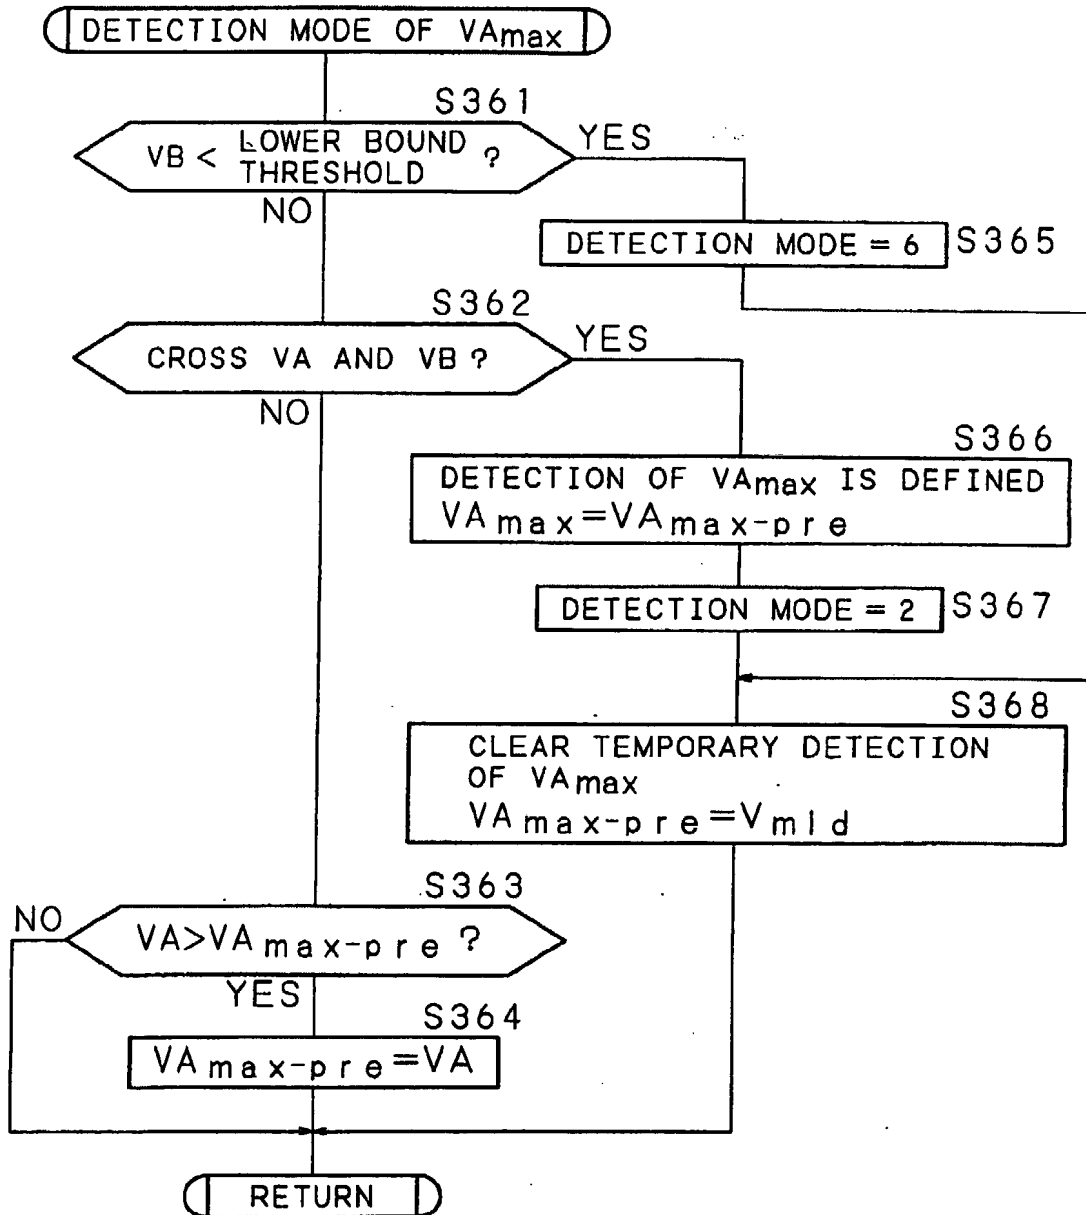 DETECTION MODE OF VAmax
S361
VB < LOWER BOUND THRESHOLD ?
YES
NO
DETECTION MODE = 6
S365
S362
CROSS VA AND VB ?
YES
NO
S366
DETECTION OF VAmax IS DEFINED
VAmax=VAmax-pre
DETECTION MODE = 2
S367
S368
CLEAR TEMPORARY DETECTION
OF VAmax
VAmax-pre=Vmid
S363
NO
VA>VAmax-pre ?
YES
S364
VAmax-pre=VA
RETURN